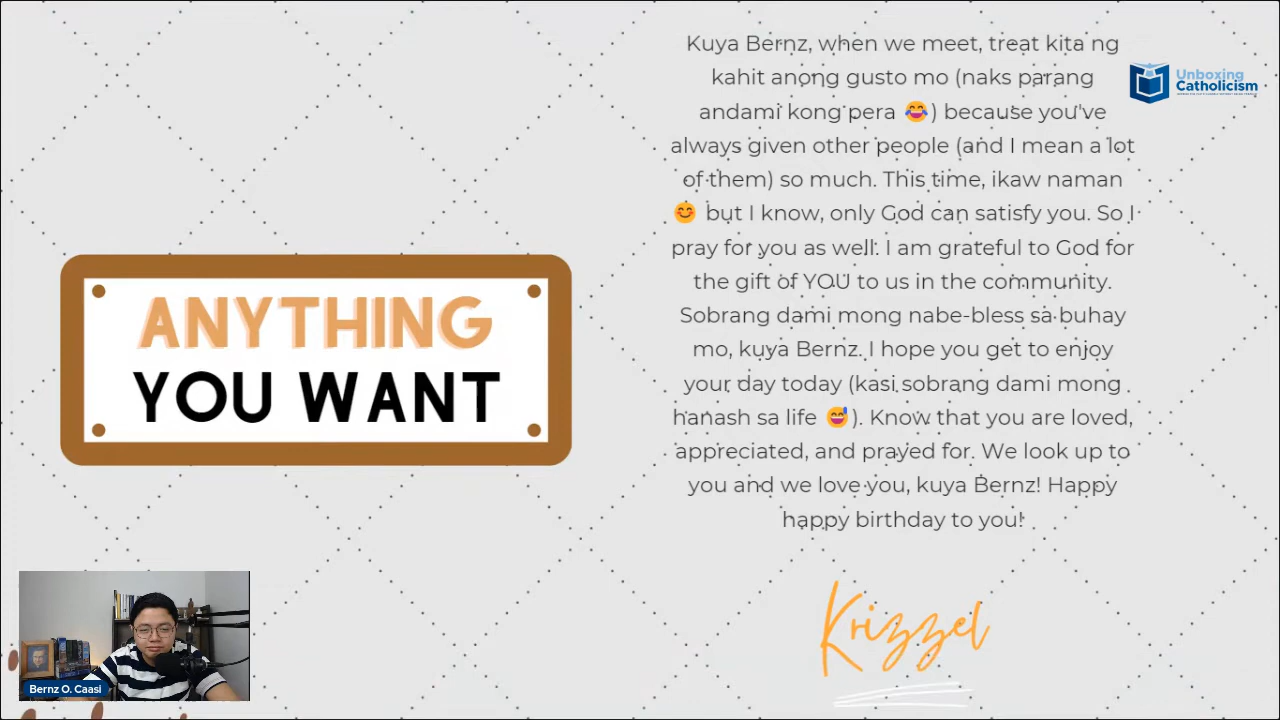 Kuya Bernz, when we meet, treat kita ng
kahit anong gusto mo (naks parang
andami kong pera 😂) because you've
always given other people (and I mean a lot
of them) so much. This time, ikaw naman
😊 but I know, only God can satisfy you. So I
pray for you as well. I am grateful to God for
the gift of YOU to us in the community.
Sobrang dami mong nabe-bless sa buhay
mo, kuya Bernz. I hope you get to enjoy
your day today (kasi sobrang dami mong
hanash sa life 😅). Know that you are loved,
appreciated, and prayed for. We look up to
you and we love you, kuya Bernz! Happy
happy birthday to you!
Krizzel
Unboxing
Catholicism
ANYTHING
YOU WANT
Bernz O. Caasi